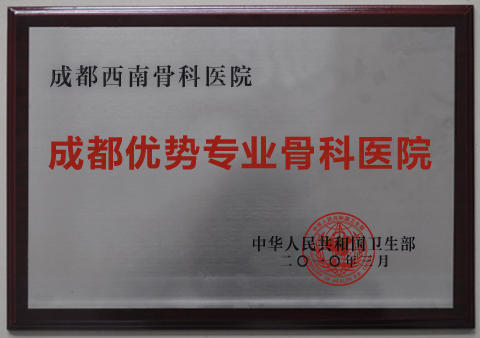 成都西南骨科医院
成都优势专业骨科医院
中华人民共和国卫生部
二〇一〇年三月